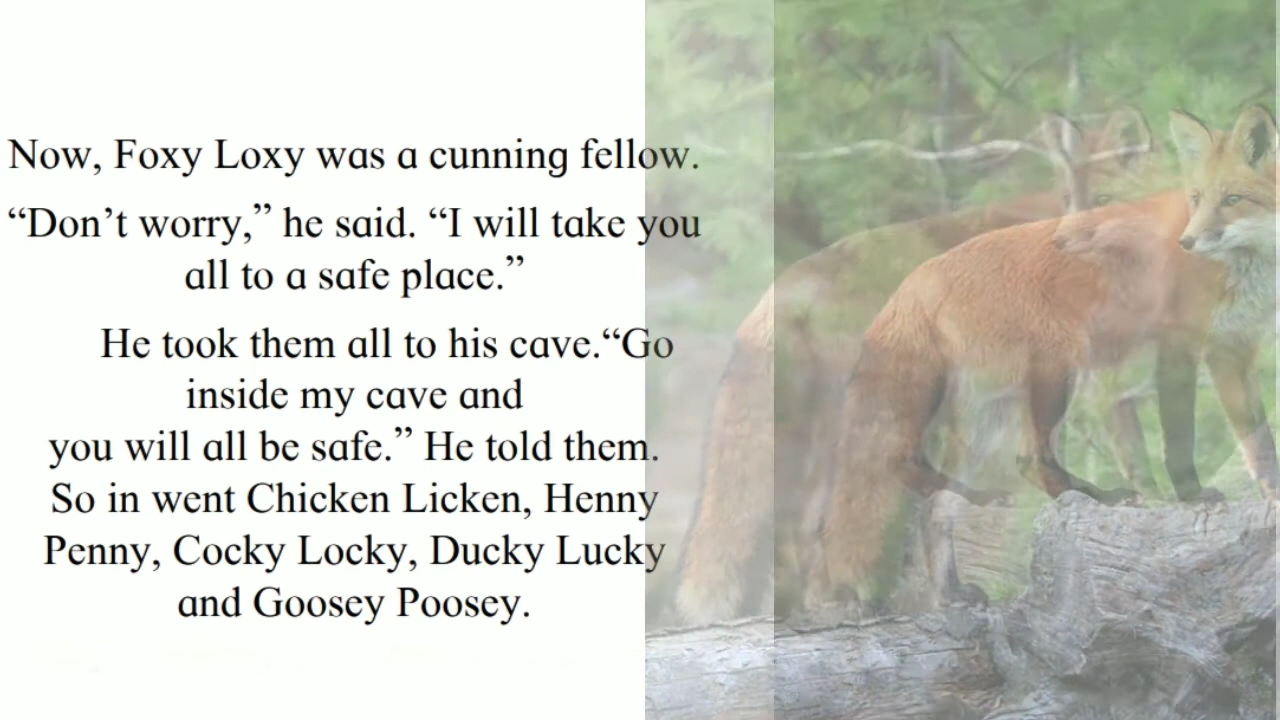 Now, Foxy Loxy was a cunning fellow.
“Don’t worry,” he said. “I will take you
all to a safe place.”
He took them all to his cave.“Go
inside my cave and
you will all be safe.” He told them.
So in went Chicken Licken, Henny
Penny, Cocky Locky, Ducky Lucky
and Goosey Poosey.